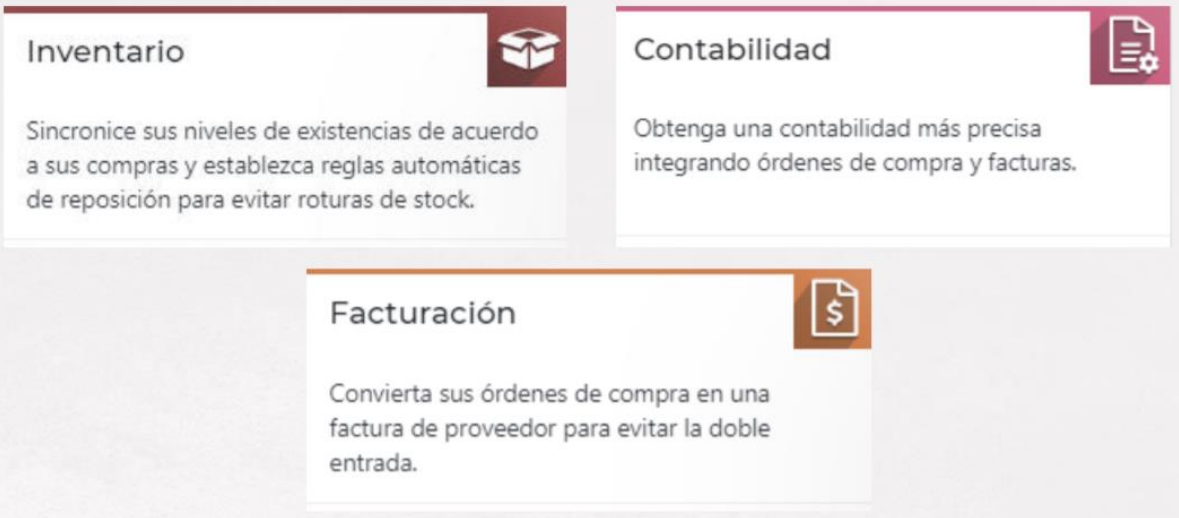 Inventario
Sincronice sus niveles de existencias de acuerdo
a sus compras y establezca reglas automáticas
de reposición para evitar roturas de stock.
Contabilidad
Obtenga una contabilidad más precisa
integrando órdenes de compra y facturas.
Facturación
$
Convierta sus órdenes de compra en una
factura de proveedor para evitar la doble
entrada.